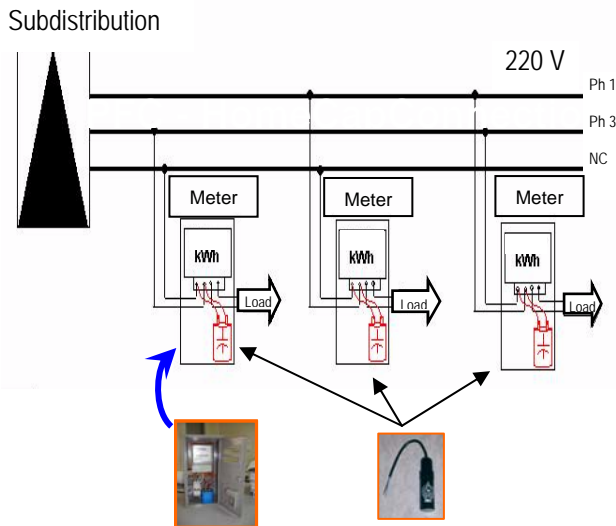 Subdistribution
220 V
Ph 1
Ph 3
NC
Meter
Meter
Meter
kWh
kWh
kWh
Load
Load
Load